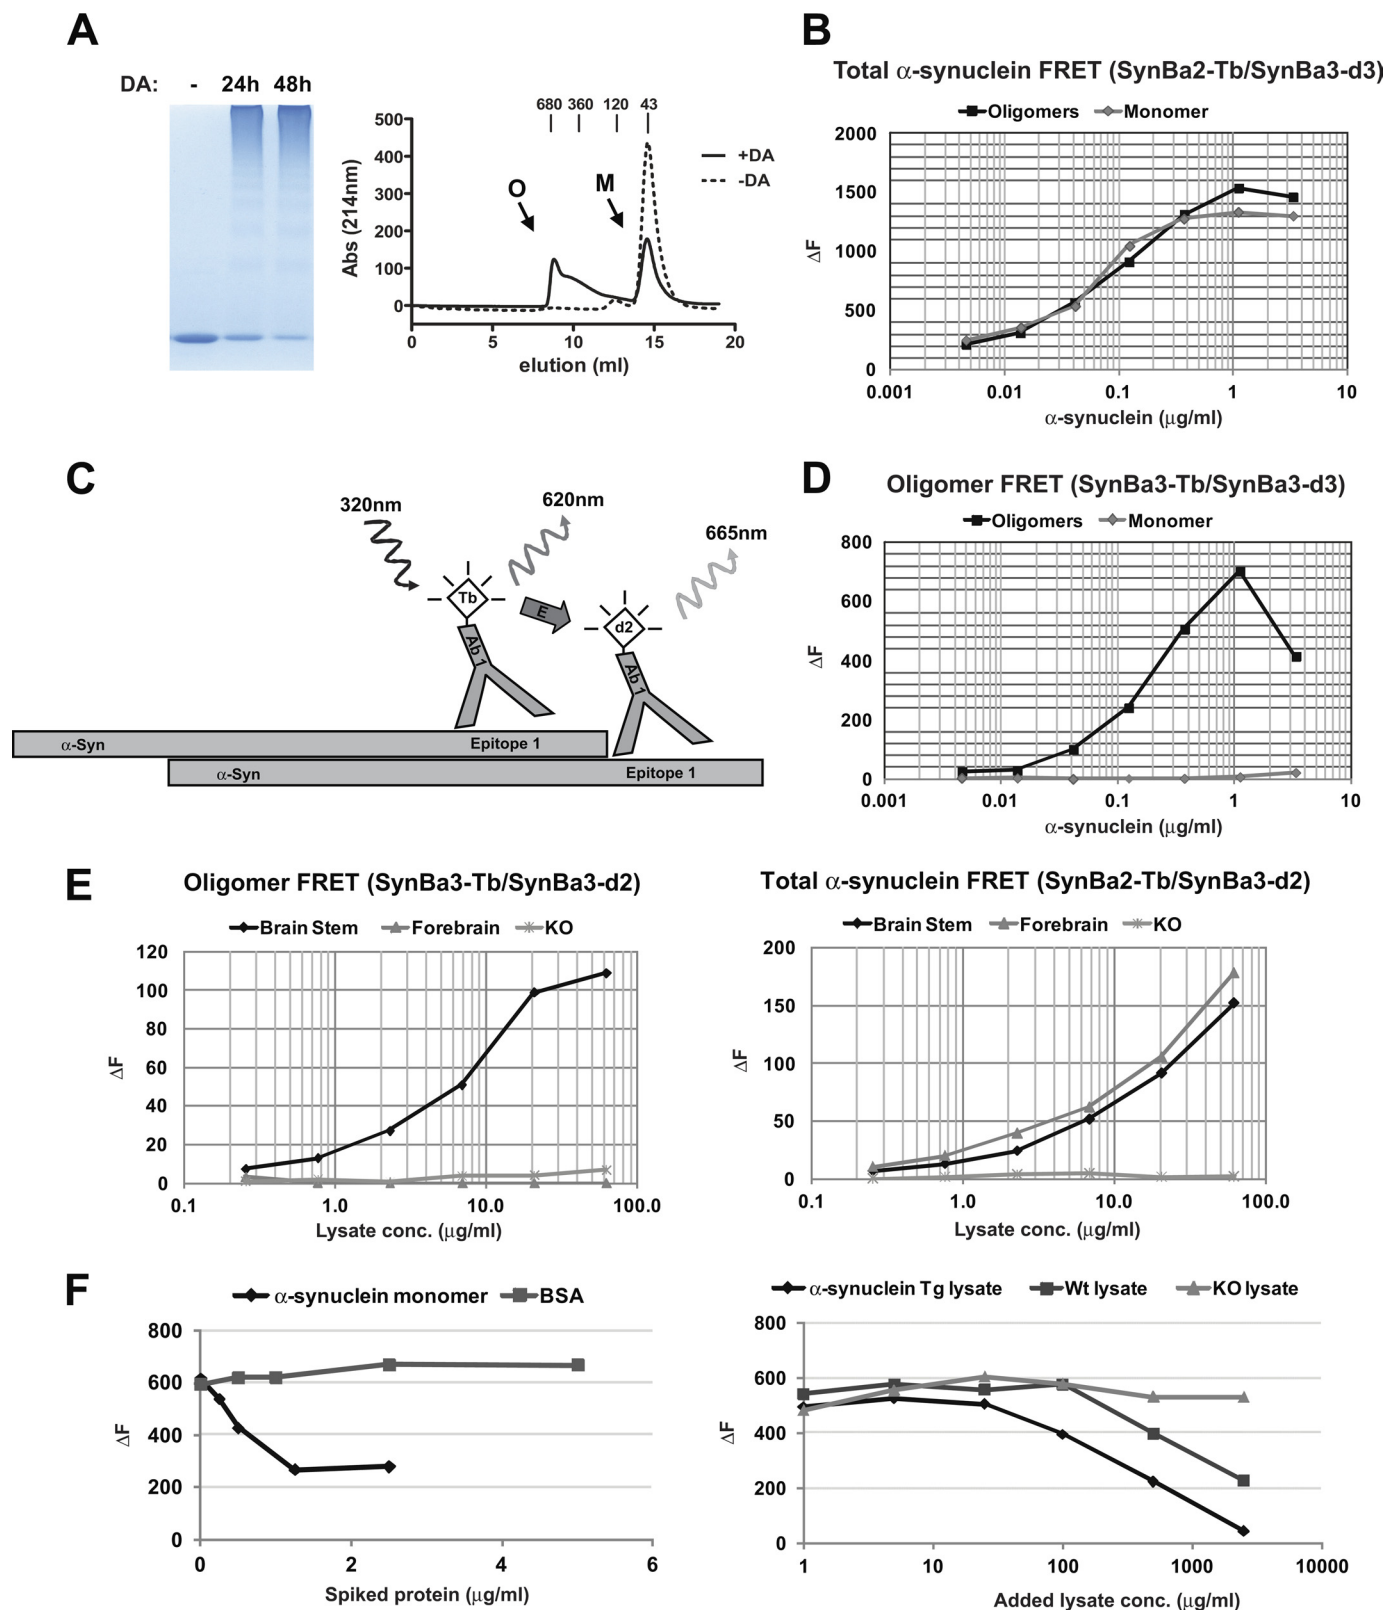 A
DA: - 24h 48h
680 360 120 43
500
400
300
200
100
0
Abs (214nm)
O
M
+DA
-DA
0 5 10 15 20
elution (ml)
B
Total α-synuclein FRET (SynBa2-Tb/SynBa3-d3)
Oligomers Monomer
2000
1500
1000
500
0
ΔF
0.001 0.01 0.1 1 10
α-synuclein (μg/ml)
C
320nm
620nm
665nm
Tb
E
d2
Ab 1
Ab 1
α-Syn Epitope 1
α-Syn Epitope 1
D
Oligomer FRET (SynBa3-Tb/SynBa3-d3)
Oligomers Monomer
800
600
400
200
0
ΔF
0.001 0.01 0.1 1 10
α-synuclein (μg/ml)
E
Oligomer FRET (SynBa3-Tb/SynBa3-d2)
Brain Stem Forebrain KO
120
100
80
60
40
20
0
ΔF
0.1 1.0 10.0 100.0
Lysate conc. (μg/ml)
Total α-synuclein FRET (SynBa2-Tb/SynBa3-d2)
Brain Stem Forebrain KO
200
150
100
50
0
ΔF
0.1 1.0 10.0 100.0
Lysate conc. (μg/ml)
F
α-synuclein monomer BSA
800
600
400
200
0
ΔF
0 2 4 6
Spiked protein (μg/ml)
α-synuclein Tg lysate Wt lysate KO lysate
800
600
400
200
0
ΔF
1 10 100 1000 10000
Added lysate conc. (μg/ml)